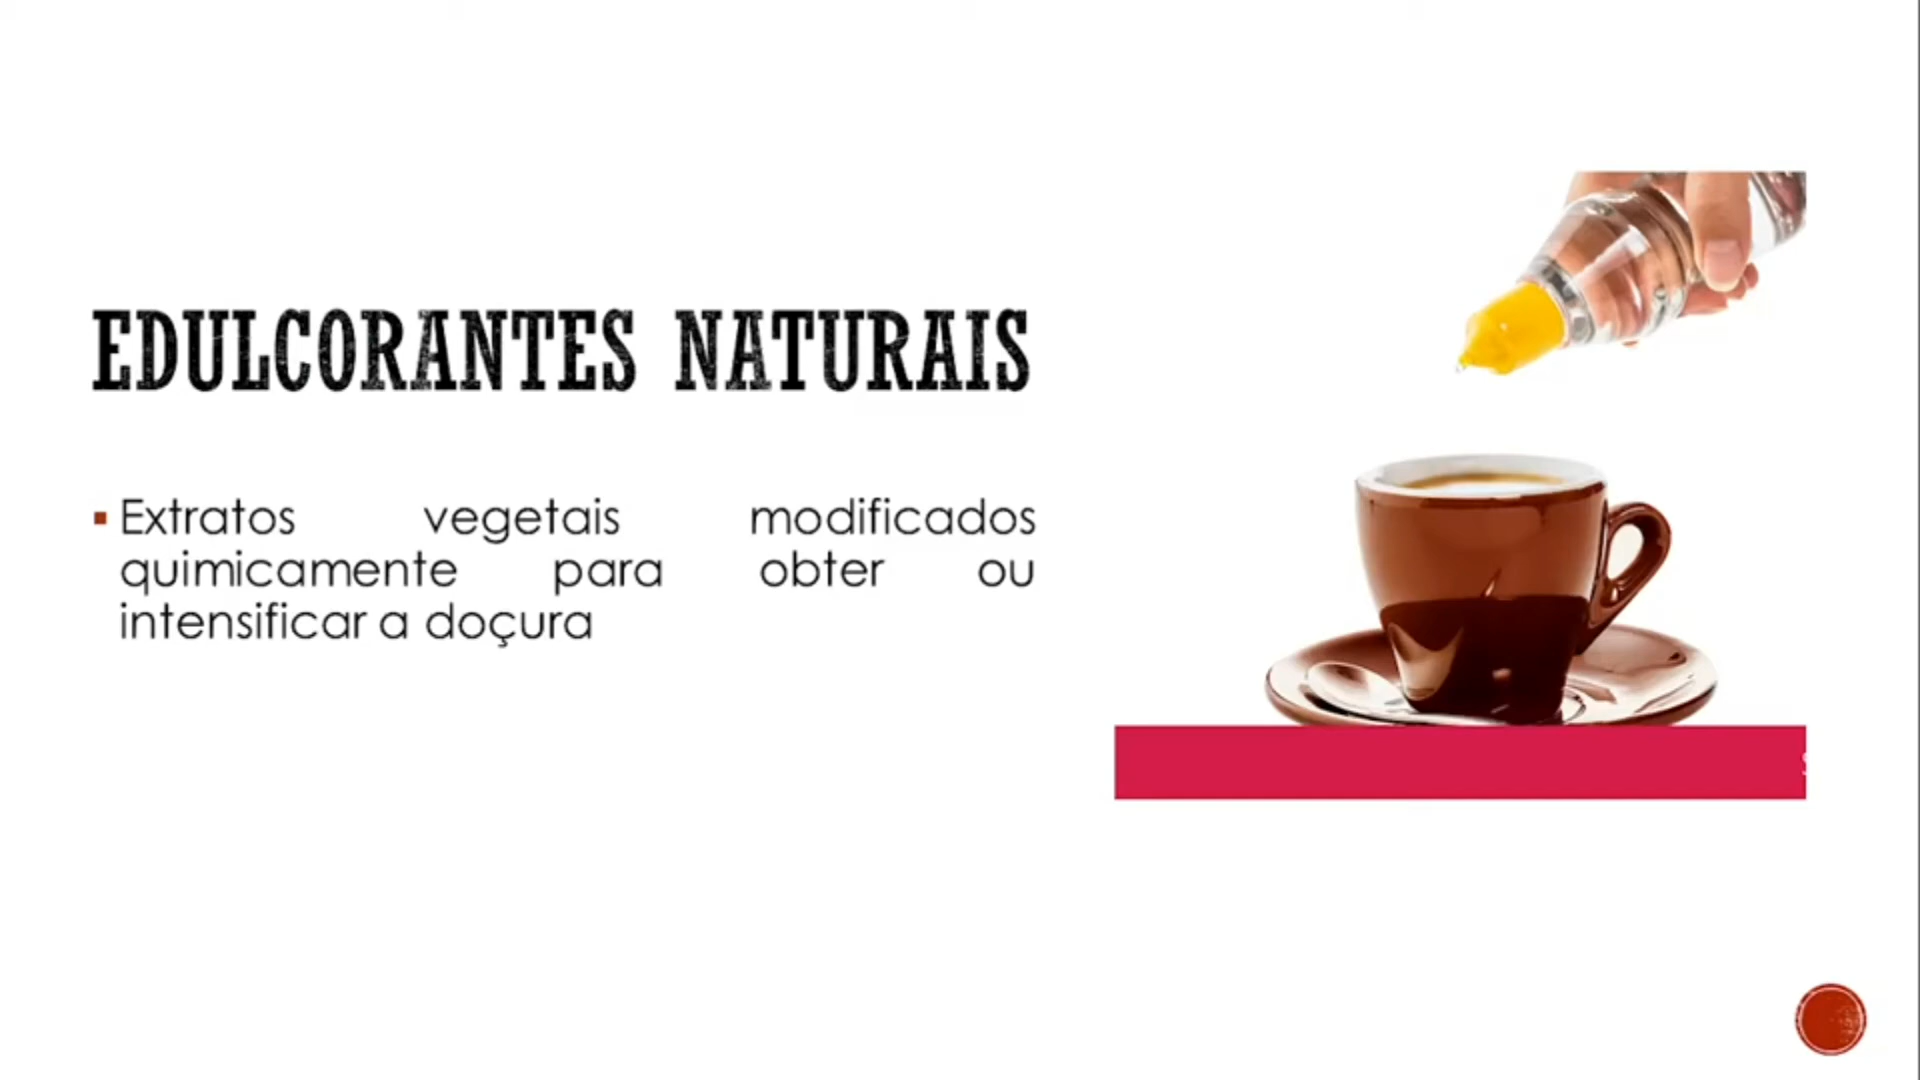 EDULCORANTES NATURAIS
▪ Extratos vegetais modificados
quimicamente para obter ou
intensificar a doçura